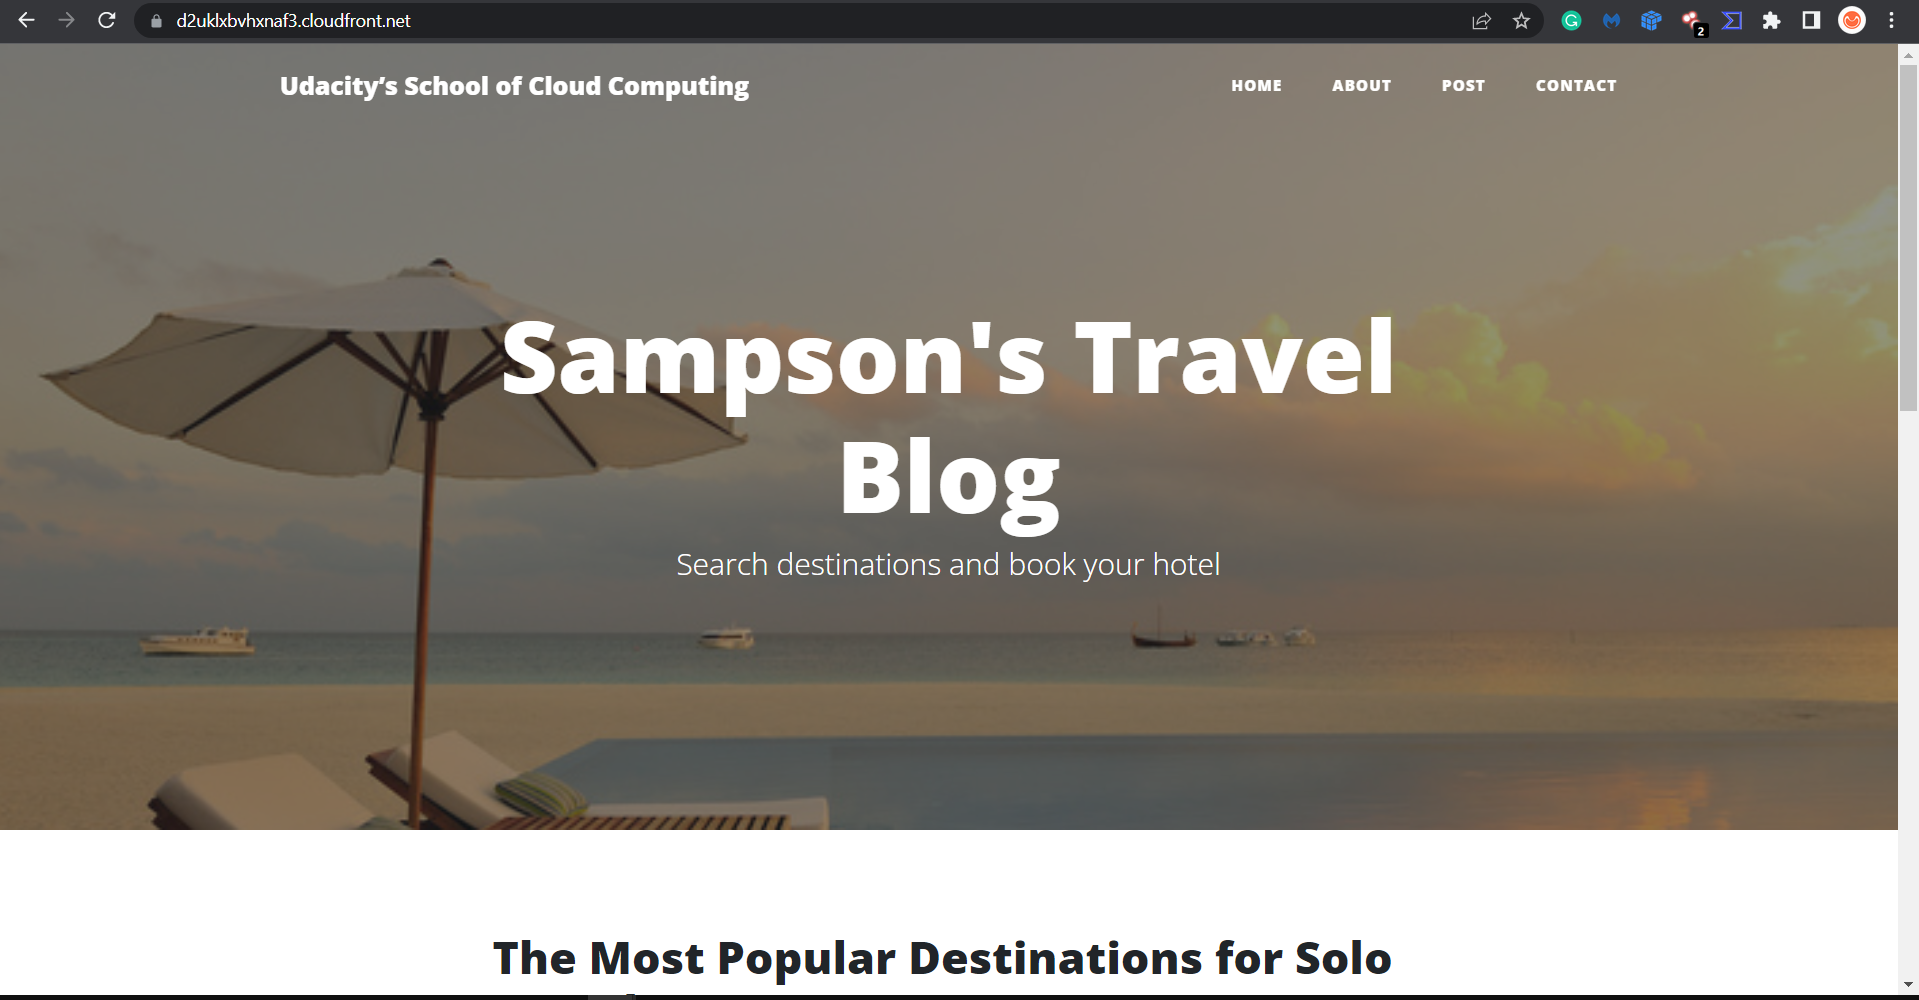 d2uklxbvhxnaf3.cloudfront.net
2
Udacity’s School of Cloud Computing
HOME ABOUT POST CONTACT
Sampson's Travel
Blog
Search destinations and book your hotel
The Most Popular Destinations for Solo